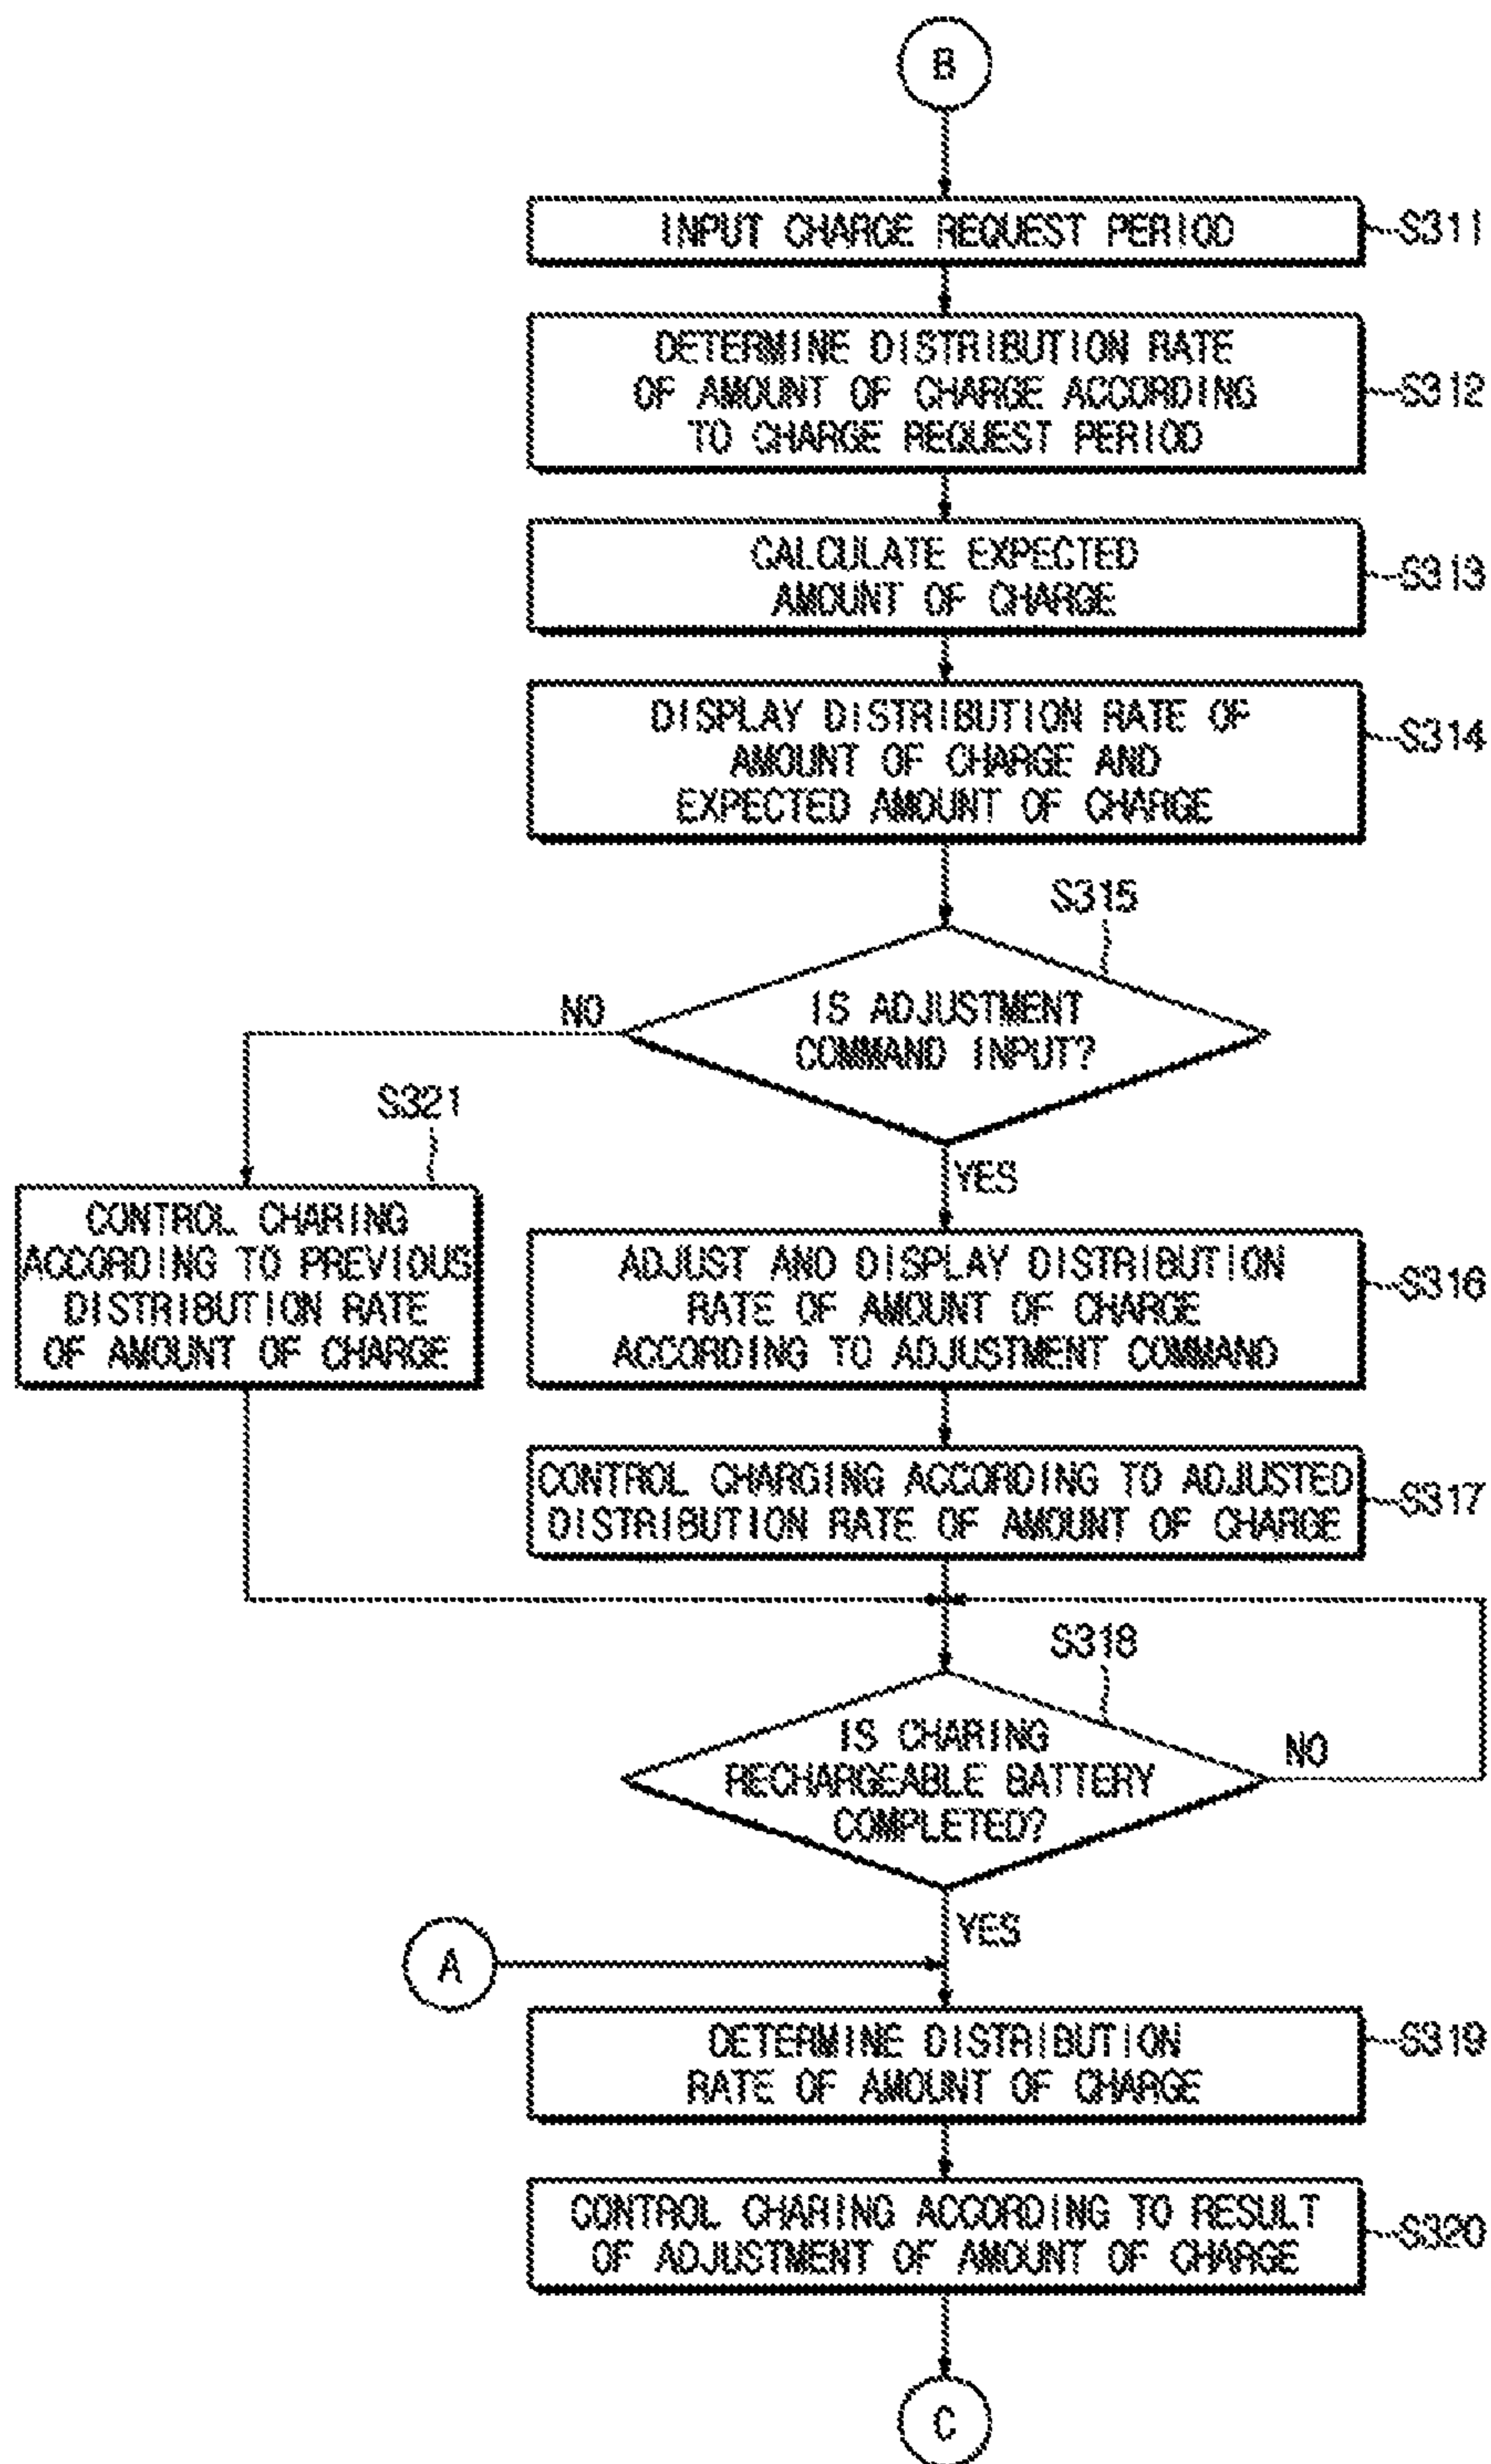 B
INPUT CHARGE REQUEST PERIOD
S311
DETERMINE DISTRIBUTION RATE
OF AMOUNT OF CHARGE ACCORDING
TO CHARGE REQUEST PERIOD
S312
CALCULATE EXPECTED
AMOUNT OF CHARGE
S313
DISPLAY DISTRIBUTION RATE OF
AMOUNT OF CHARGE AND
EXPECTED AMOUNT OF CHARGE
S314
S315
IS ADJUSTMENT
COMMAND INPUT?
NO
YES
S321
CONTROL CHARING
ACCORDING TO PREVIOUS
DISTRIBUTION RATE
OF AMOUNT OF CHARGE
ADJUST AND DISPLAY DISTRIBUTION
RATE OF AMOUNT OF CHARGE
ACCORDING TO ADJUSTMENT COMMAND
S316
CONTROL CHARGING ACCORDING TO ADJUSTED
DISTRIBUTION RATE OF AMOUNT OF CHARGE
S317
S318
IS CHARING
RECHARGEABLE BATTERY
COMPLETED?
NO
YES
A
DETERMINE DISTRIBUTION
RATE OF AMOUNT OF CHARGE
S319
CONTROL CHARING ACCORDING TO RESULT
OF ADJUSTMENT OF AMOUNT OF CHARGE
S320
C